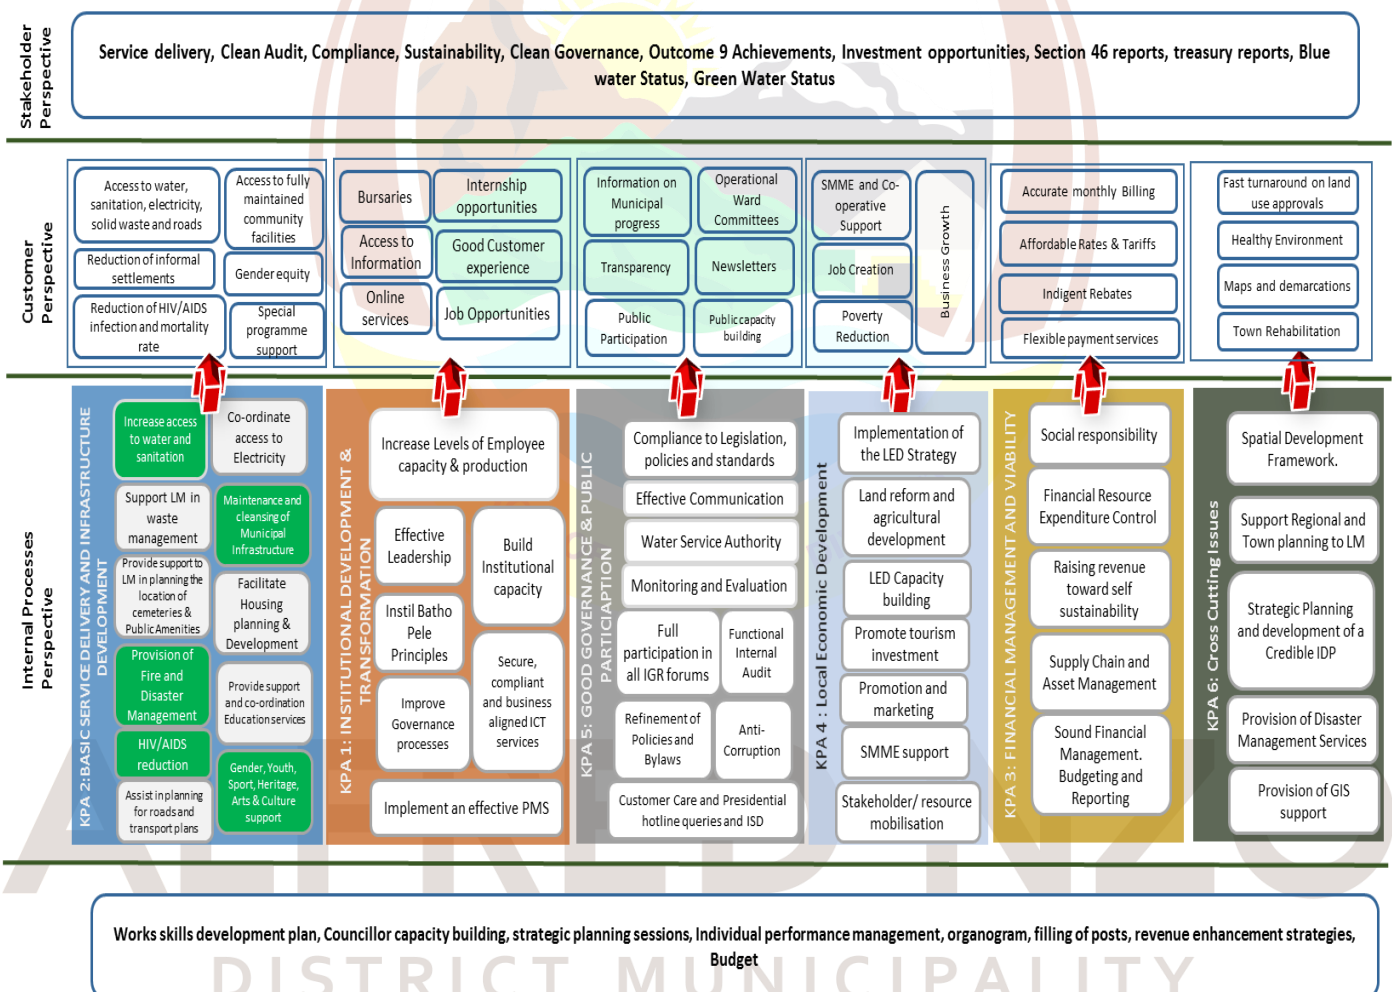 Stakeholder
Perspective
Service delivery, Clean Audit, Compliance, Sustainability, Clean Governance, Outcome 9 Achievements, Investment opportunities, Section 46 reports, treasury reports, Blue
water Status, Green Water Status
Customer
Perspective
Access to water,
sanitation, electricity,
solid waste and roads
Access to fully
maintained
community
facilities
Reduction of informal
settlements
Gender equity
Reduction of HIV/AIDS
infection and mortality
rate
Special
programme
support
Bursaries
Internship
opportunities
Access to
Information
Good Customer
experience
Online
services
Job Opportunities
Information on
Municipal
progress
Operational
Ward
Committees
Transparency
Newsletters
Public
Participation
Public capacity
building
SMME and Co-
operative
Support
Job Creation
Poverty
Reduction
Business Growth
Accurate monthly Billing
Affordable Rates & Tariffs
Indigent Rebates
Flexible payment services
Fast turnaround on land
use approvals
Healthy Environment
Maps and demarcations
Town Rehabilitation
Internal Processes
Perspective
KPA 2:BASIC SERVICE DELIVERY AND INFRASTRUCTURE
DEVELOPMENT
Increase access
to water and
sanitation
Co-ordinate
access to
Electricity
Support LM in
waste
management
Maintenance and
cleansing of
Municipal
Infrastructure
Provide support to
LM in planning the
location of
cemeteries &
Public Amenities
Facilitate
Housing
planning &
Development
Provision of
Fire and
Disaster
Management
Provide support
and co-ordination
Education services
HIV/AIDS
reduction
Gender, Youth,
Sport, Heritage,
Arts & Culture
support
Assist in planning
for roads and
transport plans
KPA 1: INSTITUTIONAL DEVELOPMENT &
TRANSFORMATION
Increase Levels of Employee
capacity & production
Effective
Leadership
Build
Institutional
capacity
Instil Batho
Pele
Principles
Secure,
compliant
and business
aligned ICT
services
Improve
Governance
processes
Implement an effective PMS
KPA 5: GOOD GOVERNANCE & PUBLIC
PARTICIAPTION
Compliance to Legislation,
policies and standards
Effective Communication
Water Service Authority
Monitoring and Evaluation
Full
participation in
all IGR forums
Functional
Internal
Audit
Refinement of
Policies and
Bylaws
Anti-
Corruption
Customer Care and Presidential
hotline queries and ISD
KPA 4 : Local Economic Development
Implementation of
the LED Strategy
Land reform and
agricultural
development
LED Capacity
building
Promote tourism
investment
Promotion and
marketing
SMME support
Stakeholder/ resource
mobilisation
KPA 3: FINANCIAL MANAGEMENT AND VIABILITY
Social responsibility
Financial Resource
Expenditure Control
Raising revenue
toward self
sustainability
Supply Chain and
Asset Management
Sound Financial
Management.
Budgeting and
Reporting
KPA 6: Cross Cutting Issues
Spatial Development
Framework.
Support Regional and
Town planning to LM
Strategic Planning
and development of a
Credible IDP
Provision of Disaster
Management Services
Provision of GIS
support
Works skills development plan, Councillor capacity building, strategic planning sessions, Individual performance management, organogram, filling of posts, revenue enhancement strategies,
Budget
ALFRED NZO
DISTRICT MUNICIPALITY